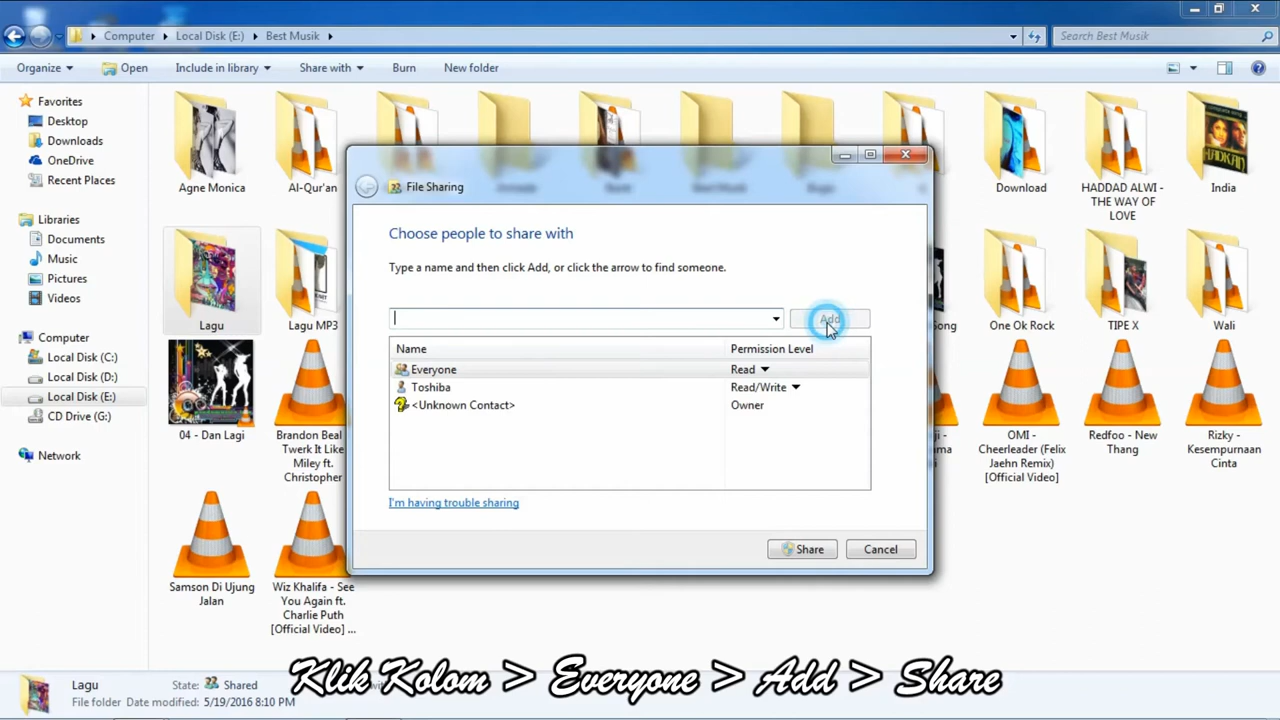 Computer
Local Disk (E:)
Best Musik
Search Best Musik
Organize
Open
Include in library
Share with
Burn
New folder
Favorites
Desktop
Downloads
OneDrive
Recent Places
Libraries
Documents
Music
Pictures
Videos
Computer
Local Disk (C:)
Local Disk (D:)
Local Disk (E:)
CD Drive (G:)
Network
Agne Monica
Al-Qur'an
Download
HADDAD ALWI -
THE WAY OF
LOVE
India
Lagu
Lagu MP3
One Ok Rock
TIPE X
Wali
04 - Dan Lagi
Brandon Beal
Twerk It Like
Miley ft.
Christopher
OMI -
Cheerleader (Felix
Jaehn Remix)
[Official Video]
Redfoo - New
Thang
Rizky -
Kesempurnaan
Cinta
Samson Di Ujung
Jalan
Wiz Khalifa - See
You Again ft.
Charlie Puth
[Official Video] ...
File Sharing
Choose people to share with
Type a name and then click Add, or click the arrow to find someone.
Add
Name
Permission Level
Everyone
Read
Toshiba
Read/Write
<Unknown Contact>
Owner
I'm having trouble sharing
Share
Cancel
Klik Kolom > Everyone > Add > Share
Lagu
State: Shared
File folder
Date modified: 5/19/2016 8:10 PM